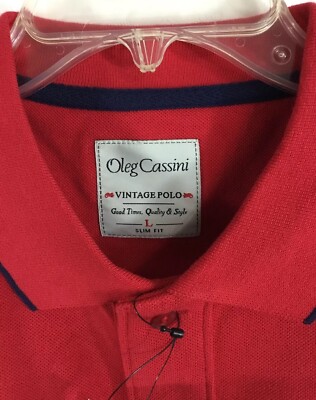 Oleg Cassini
VINTAGE POLO
Good Times, Quality & Style
L
SLIM FIT